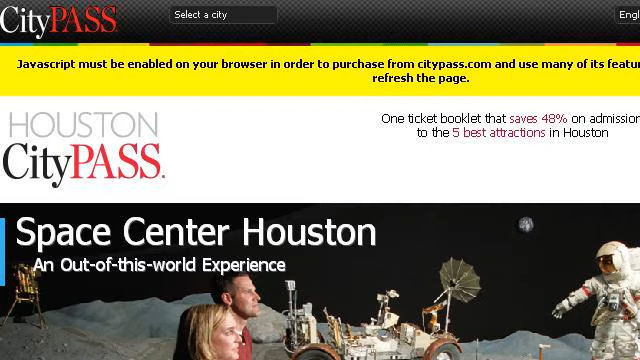 CityPASS
Select a city
Engl
Javascript must be enabled on your browser in order to purchase from citypass.com and use many of its featur
refresh the page.
HOUSTON
CityPASS.
One ticket booklet that saves 48% on admission
to the 5 best attractions in Houston
Space Center Houston
An Out-of-this-world Experience